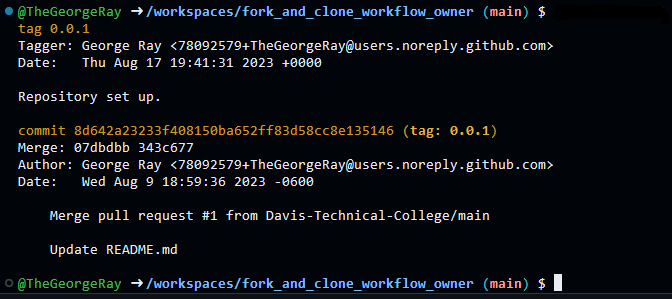 @TheGeorgeRay ➜/workspaces/fork_and_clone_workflow_owner (main) $
tag 0.0.1
Tagger: George Ray <78092579+TheGeorgeRay@users.noreply.github.com>
Date:   Thu Aug 17 19:41:31 2023 +0000
Repository set up.
commit 8d642a23233f408150ba652ff83d58cc8e135146 (tag: 0.0.1)
Merge: 07dbdbb 343c677
Author: George Ray <78092579+TheGeorgeRay@users.noreply.github.com>
Date:   Wed Aug 9 18:59:36 2023 -0600
    Merge pull request #1 from Davis-Technical-College/main
    Update README.md
@TheGeorgeRay ➜/workspaces/fork_and_clone_workflow_owner (main) $